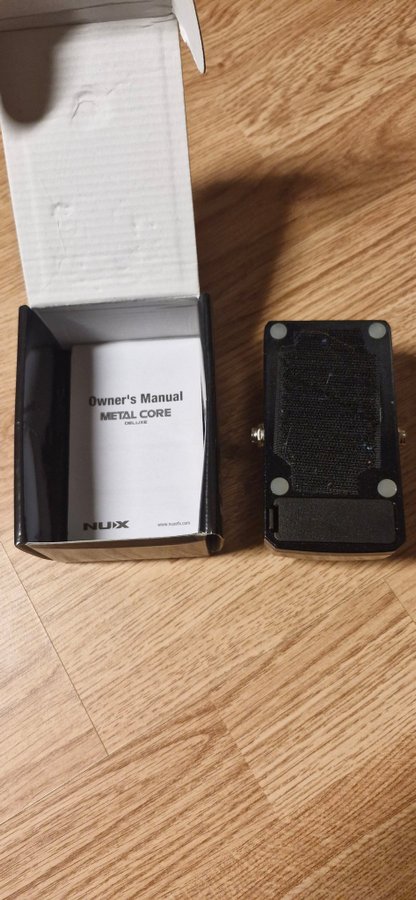 Owner's Manual
METAL CORE
DELUXE
NUX
www.nuxefx.com